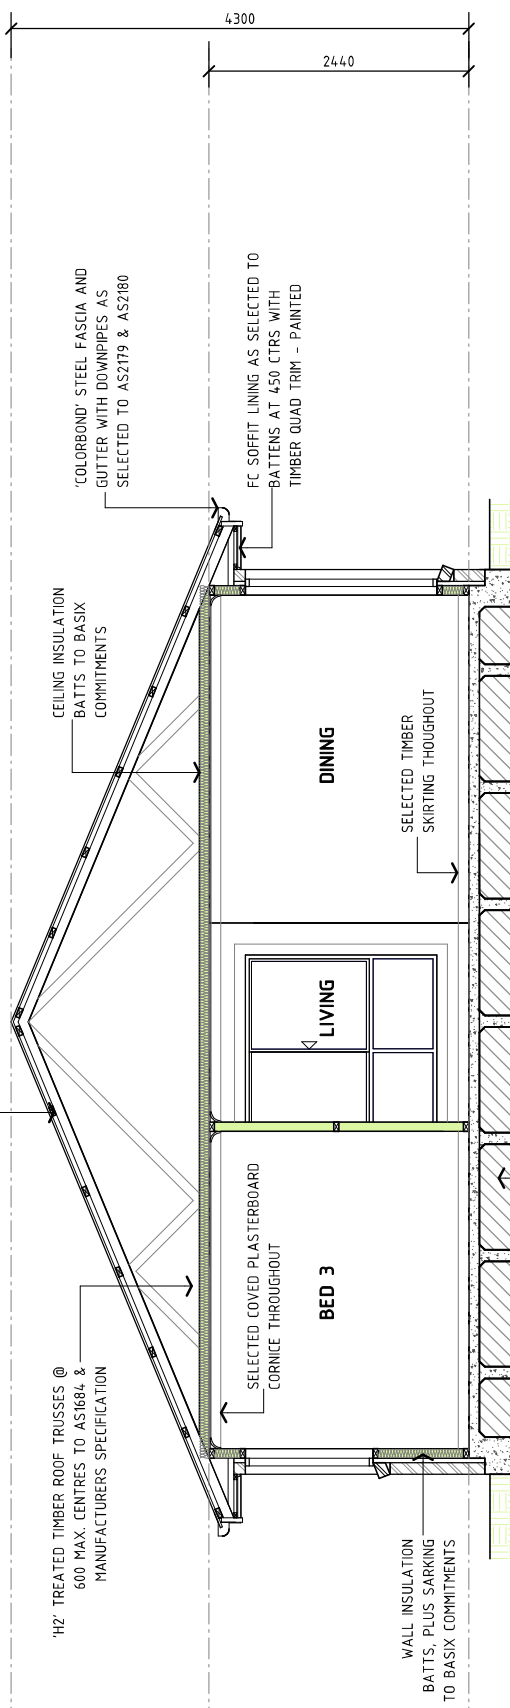 4300
2440
'COLORBOND' STEEL FASCIA AND
GUTTER WITH DOWNPIPES AS
SELECTED TO AS2179 & AS2180
FC SOFFIT LINING AS SELECTED TO
BATTENS AT 450 CTRS WITH
TIMBER QUAD TRIM - PAINTED
CEILING INSULATION
BATTS TO BASIX
COMMITMENTS
DINING
SELECTED TIMBER
SKIRTING THOUGHOUT
LIVING
SELECTED COVED PLASTERBOARD
CORNICE THROUGHOUT
BED 3
'H2' TREATED TIMBER ROOF TRUSSES @
600 MAX. CENTRES TO AS1684 &
MANUFACTURERS SPECIFICATION
WALL INSULATION
BATTS, PLUS SARKING
TO BASIX COMMITMENTS